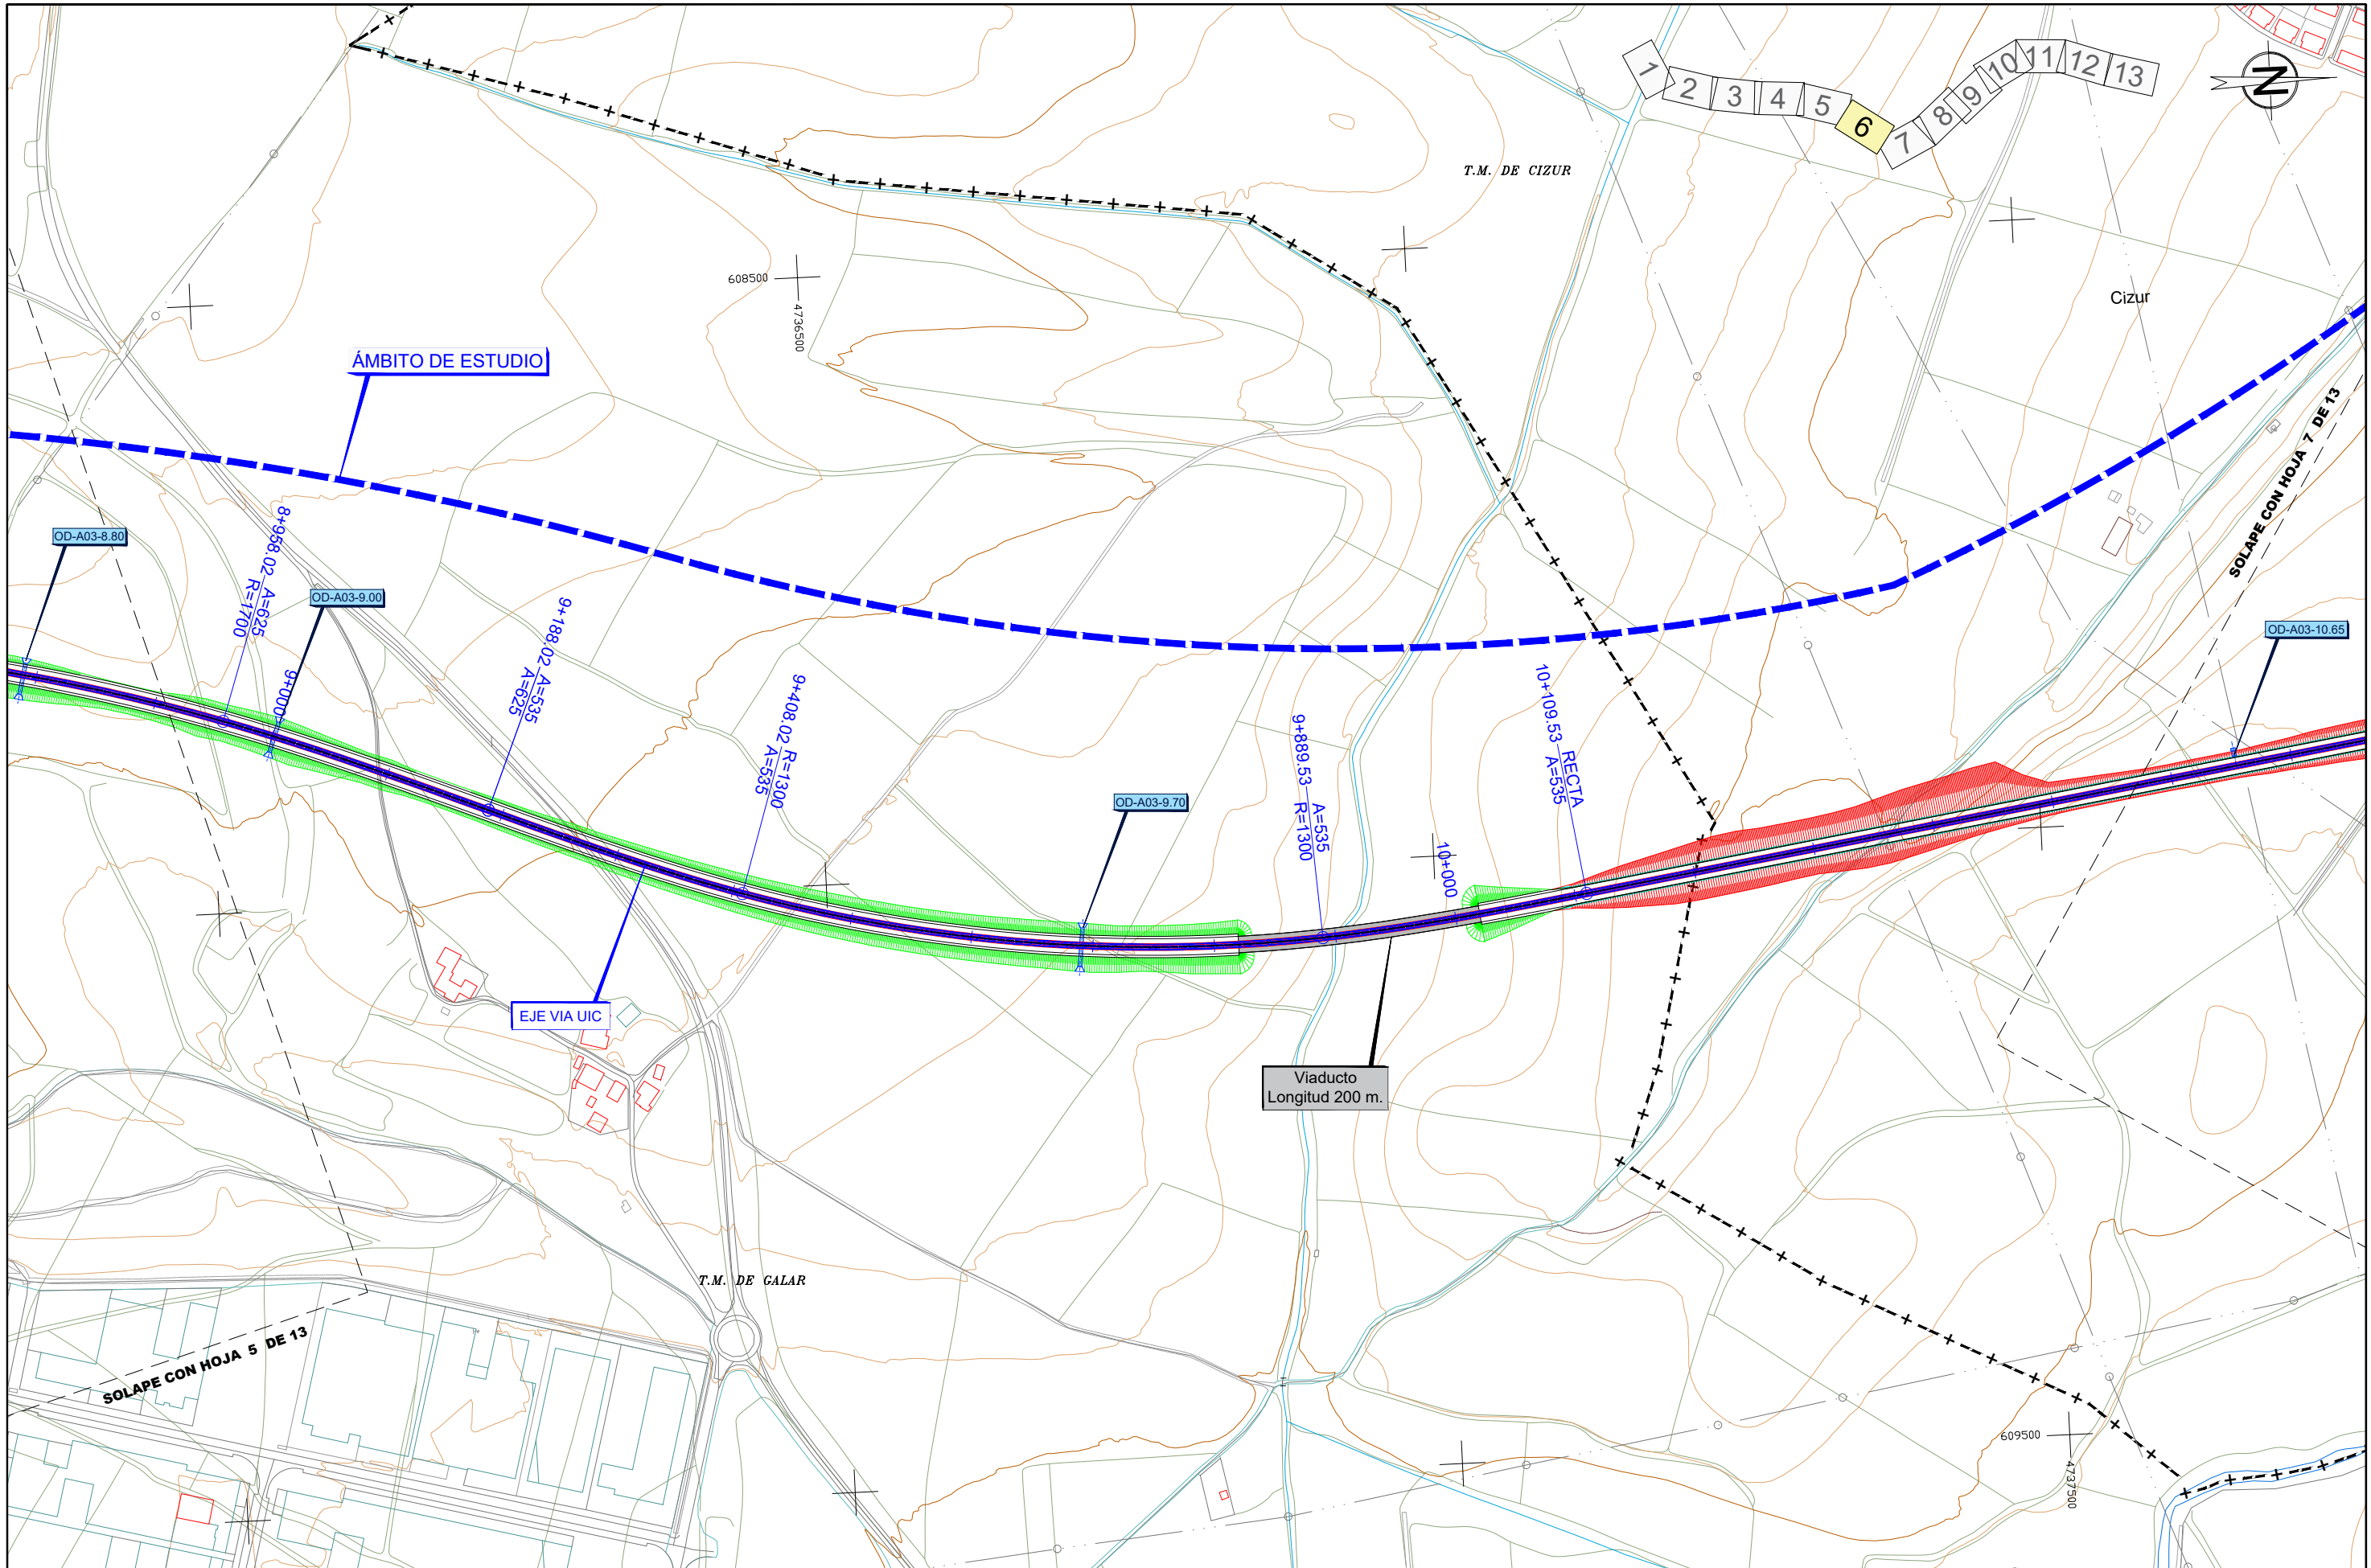 1
2
3
4
5
6
7
8
9
10
11
12
13
N
T.M. DE CIZUR
608500
4736500
Cizur
ÁMBITO DE ESTUDIO
SOLAPE CON HOJA 7 DE 13
OD-A03-8.80
8+958.02 A=625
R=1700
OD-A03-9.00
9+000
9+188.02 A=535
A=625
9+408.02 R=1300
A=535
OD-A03-9.70
9+889.53 A=535
R=1300
10+000
10+109.53 RECTA
A=535
OD-A03-10.65
EJE VIA UIC
Viaducto
Longitud 200 m.
T.M. DE GALAR
SOLAPE CON HOJA 5 DE 13
609500
4737500